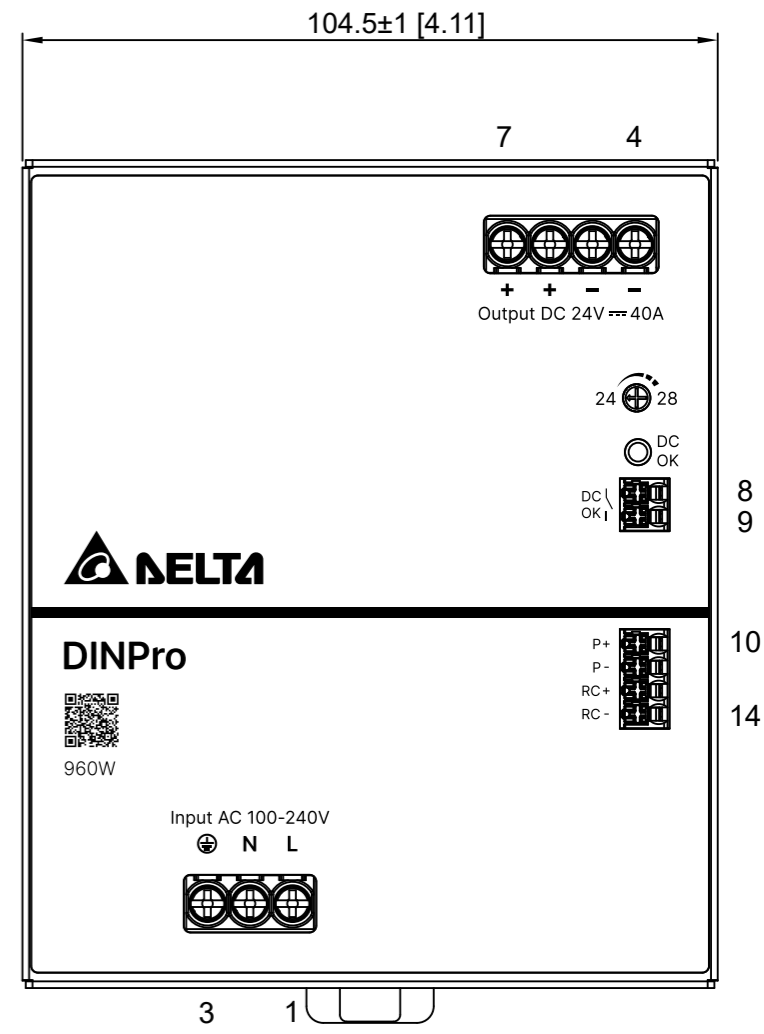 104.5±1 [4.11]
7 4
+ + − −
Output DC 24V ⎓ 40A
24 28
DC
OK
DC
OK
8
9
DELTA
DINPro
P+
P-
RC+
RC-
10
14
960W
Input AC 100-240V
N L
3 1